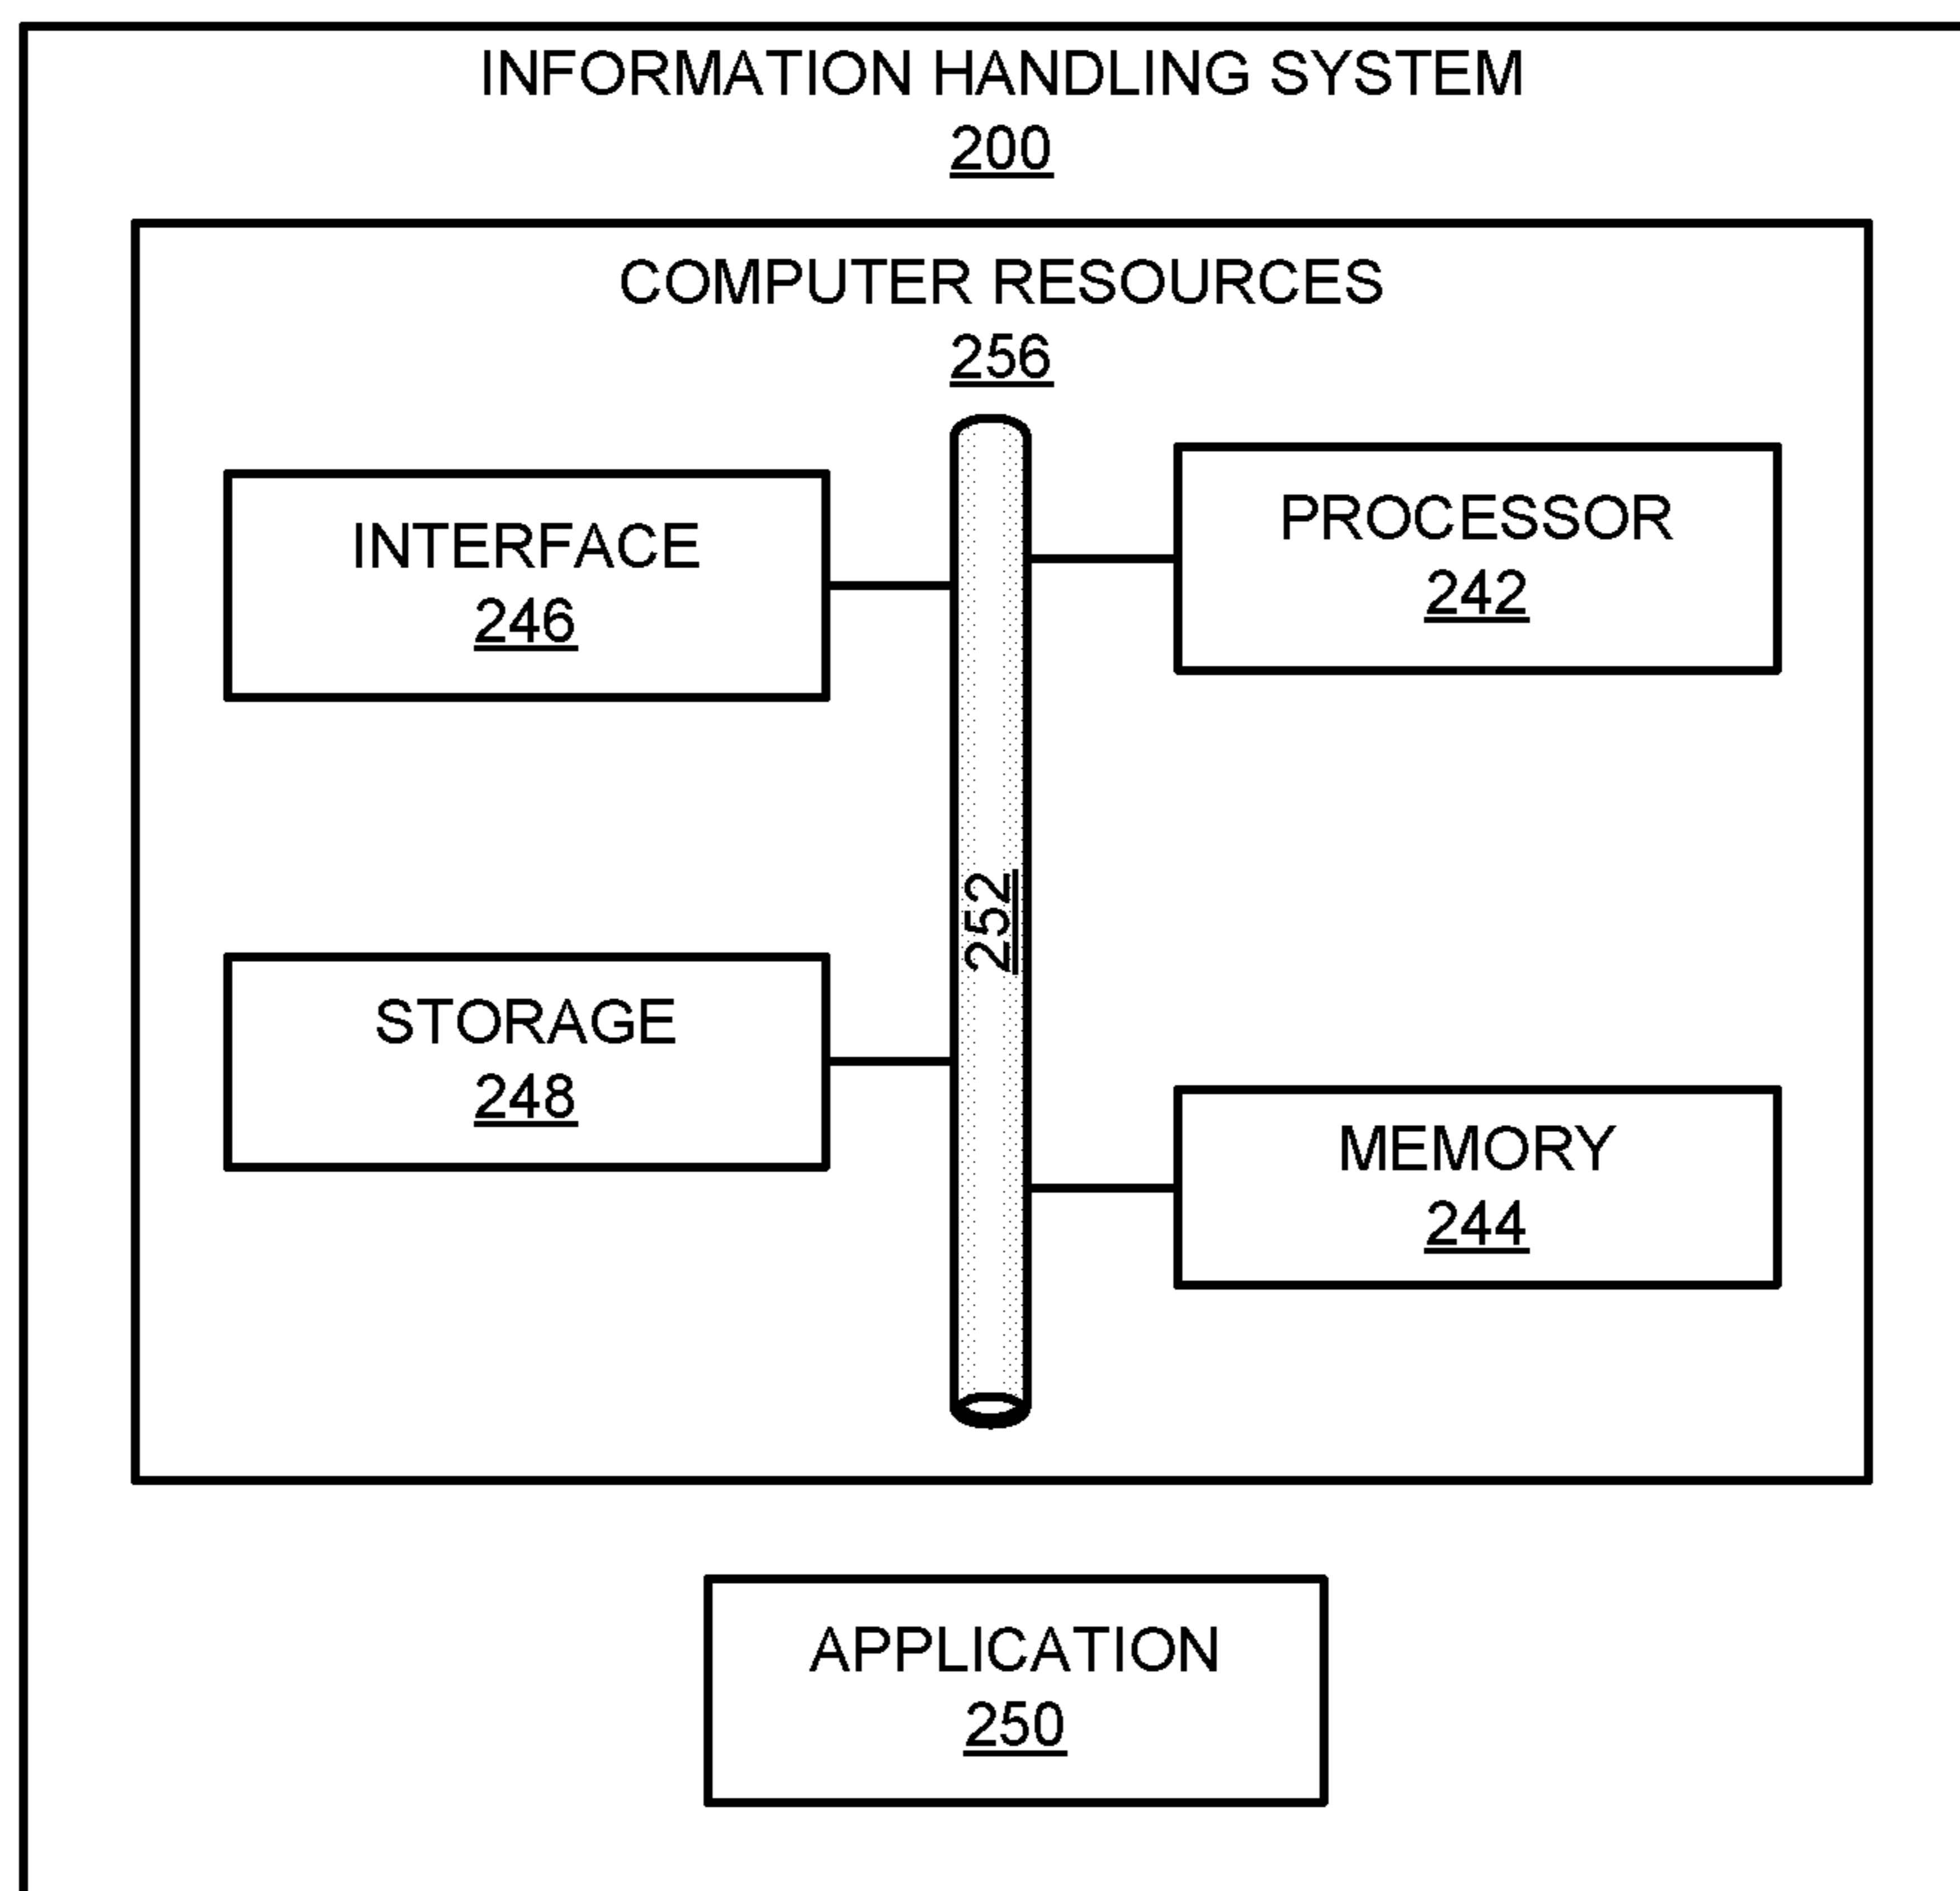 INFORMATION HANDLING SYSTEM
200
COMPUTER RESOURCES
256
INTERFACE
246
PROCESSOR
242
252
STORAGE
248
MEMORY
244
APPLICATION
250